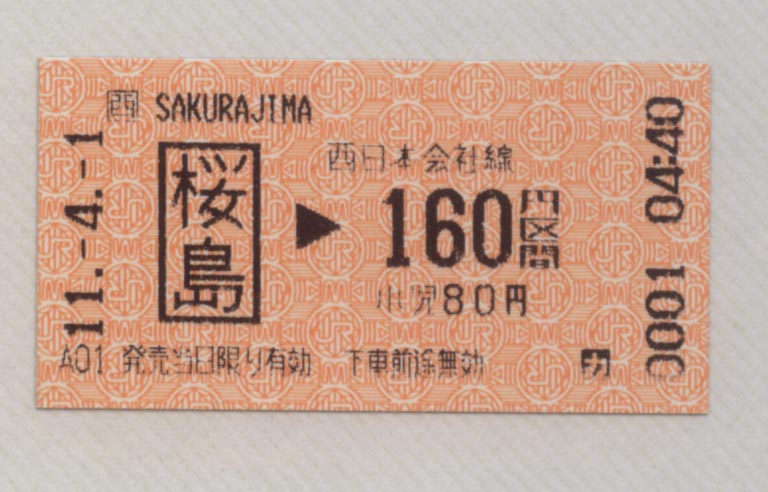 西 SAKURAJIMA
11.-4.-1
桜島
西日本会社線
▶ 160円区間
小児80円
A01 発売当日限り有効 下車前途無効
0001 04:40